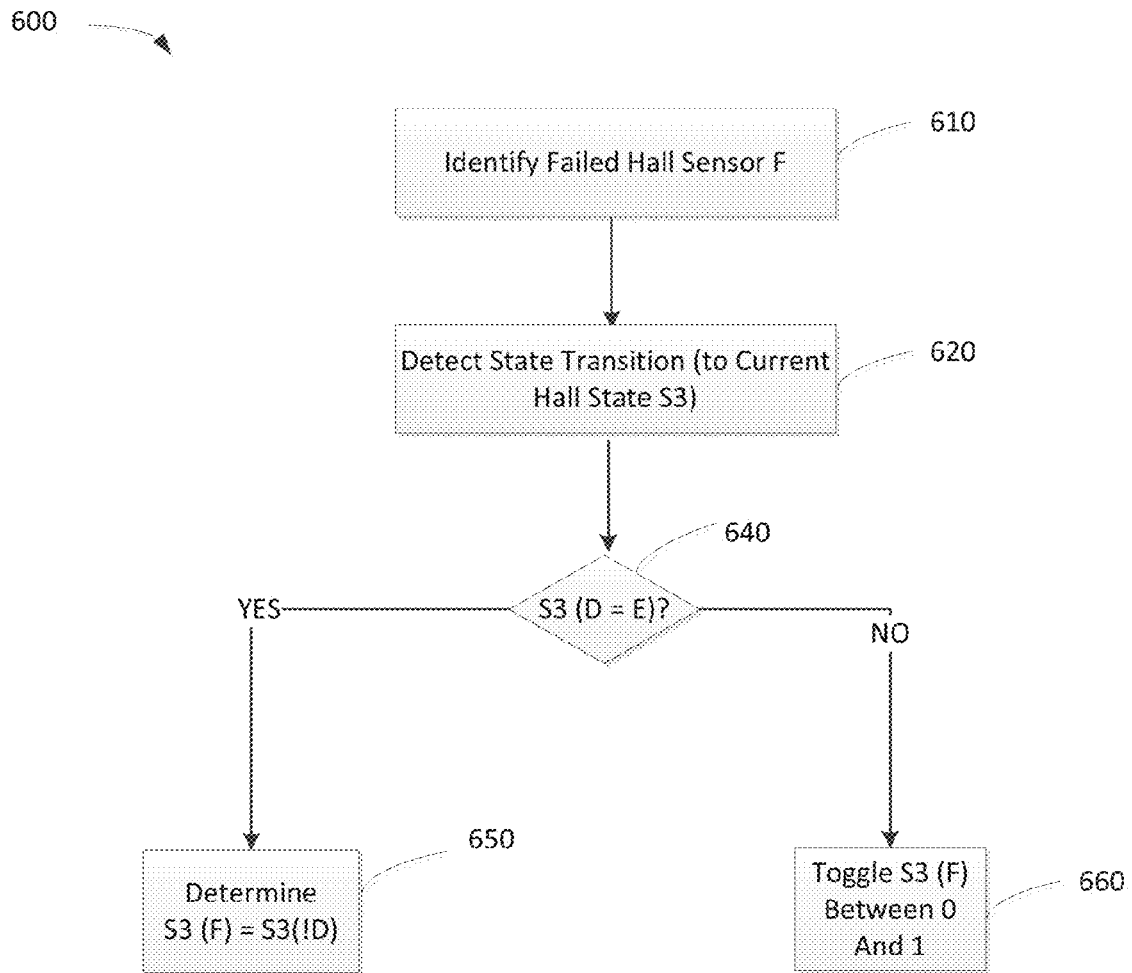 600
610
Identify Failed Hall Sensor F
620
Detect State Transition (to Current
Hall State S3)
640
S3 (D = E)?
YES
NO
650
Determine
S3 (F) = S3(!D)
660
Toggle S3 (F)
Between 0
And 1